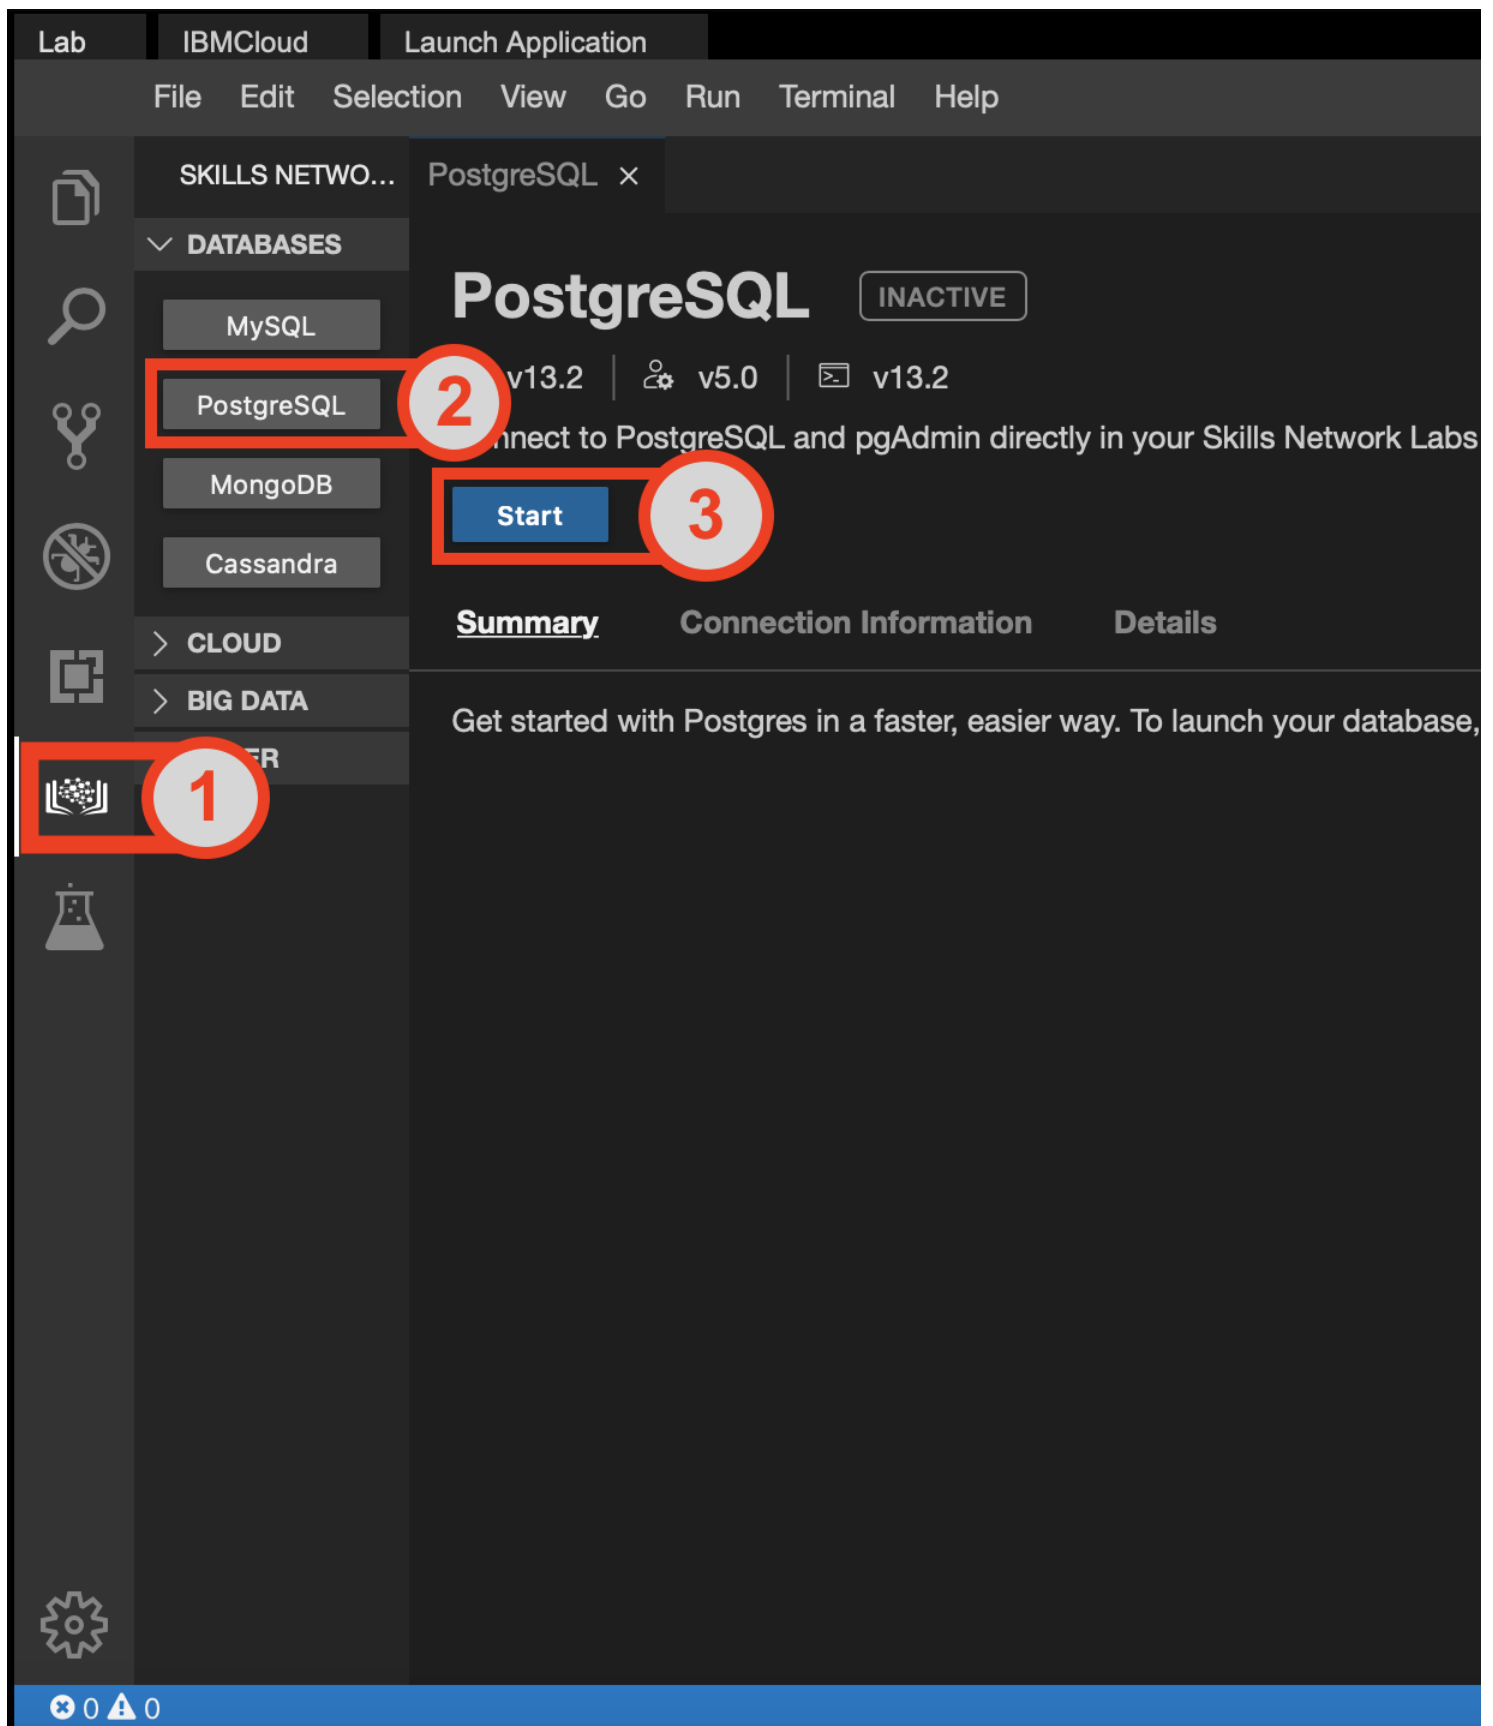 Lab IBMCloud Launch Application
File Edit Selection View Go Run Terminal Help
SKILLS NETWO... PostgreSQL ×
DATABASES
MySQL
PostgreSQL
MongoDB
Cassandra
CLOUD
BIG DATA
1
2
PostgreSQL INACTIVE
v13.2 v5.0 v13.2
to PostgreSQL and pgAdmin directly in your Skills Network Labs
Start
3
Summary Connection Information Details
Get started with Postgres in a faster, easier way. To launch your database,
0 0